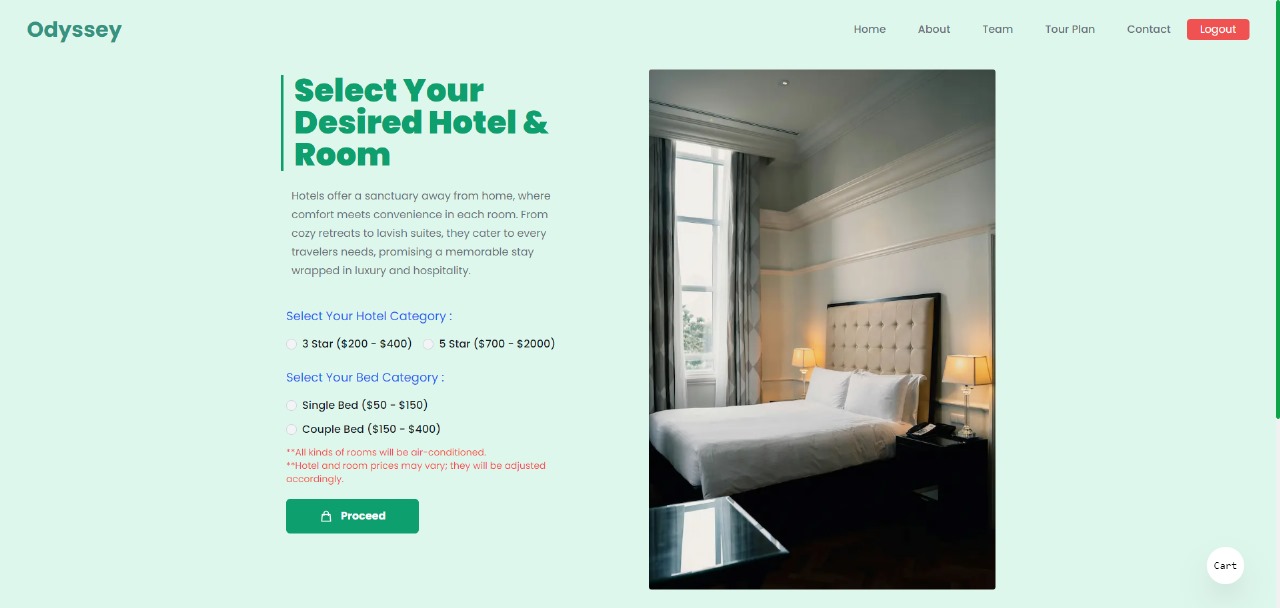 Odyssey
Home About Team Tour Plan Contact Logout
Select Your
Desired Hotel &
Room
Hotels offer a sanctuary away from home, where
comfort meets convenience in each room. From
cozy retreats to lavish suites, they cater to every
travelers needs, promising a memorable stay
wrapped in luxury and hospitality.
Select Your Hotel Category :
3 Star ($200 - $400) 5 Star ($700 - $2000)
Select Your Bed Category :
Single Bed ($50 - $150)
Couple Bed ($150 - $400)
**All kinds of rooms will be air-conditioned.
**Hotel and room prices may vary; they will be adjusted
accordingly.
Proceed
Cart